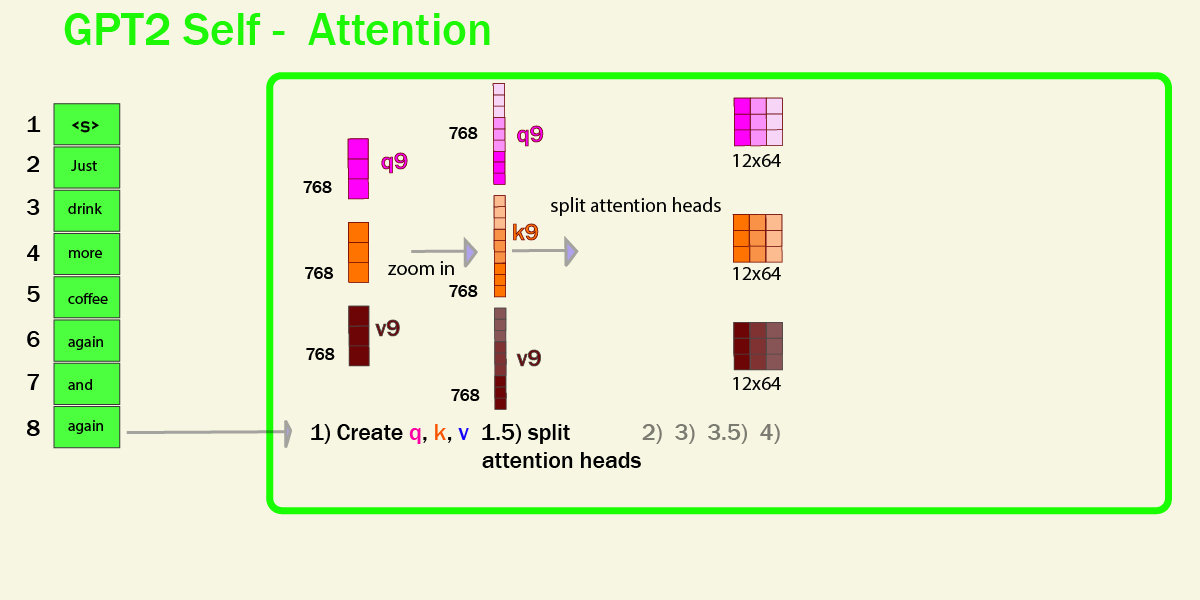 GPT2 Self - Attention
1 <s>
2 Just
3 drink
4 more
5 coffee
6 again
7 and
8 again
768 q9
768
768 v9
zoom in
768 q9
k9
768
v9
768
split attention heads
12x64
12x64
12x64
1) Create q, k, v
1.5) split
attention heads
2) 3) 3.5) 4)